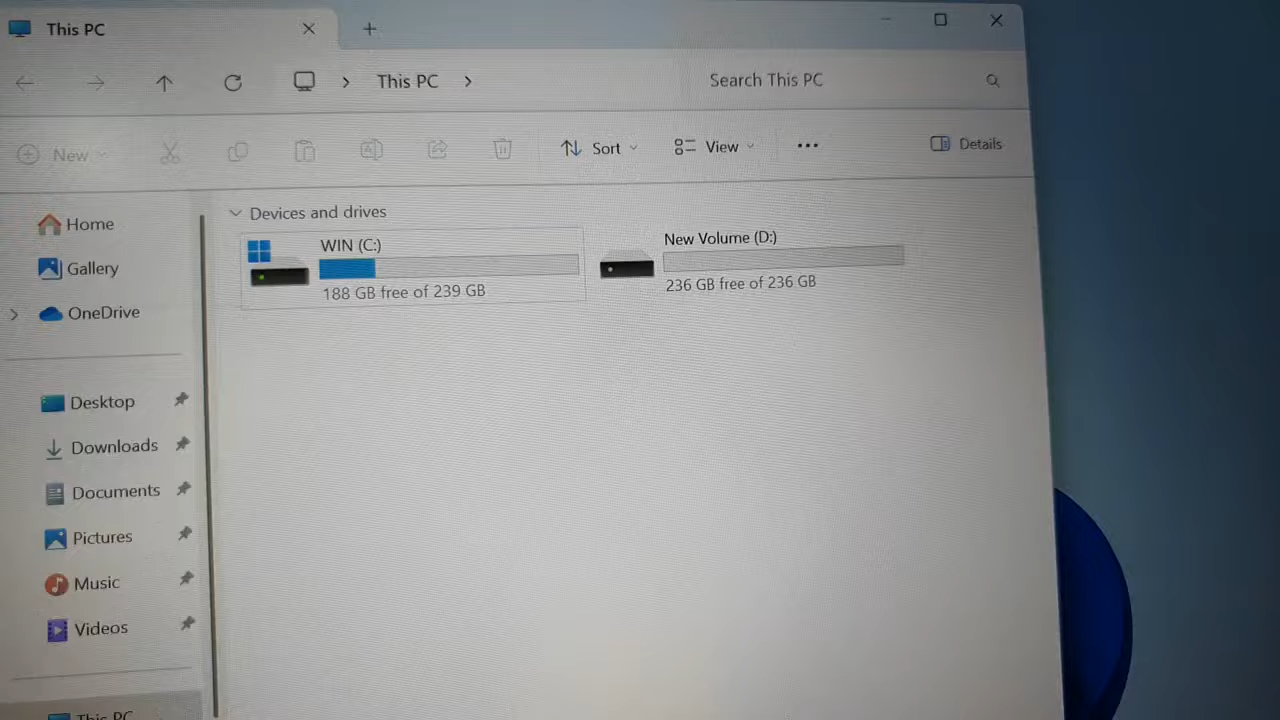 This PC
This PC
Search This PC
New
Sort
View
Details
Home
Gallery
OneDrive
Desktop
Downloads
Documents
Pictures
Music
Videos
This PC
Devices and drives
WIN (C:)
188 GB free of 239 GB
New Volume (D:)
236 GB free of 236 GB